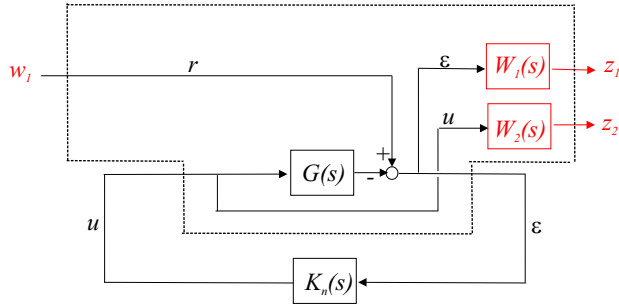 ε W₁(s) z₁
w₁ r
u W₂(s) z₂
+
G(s) -
u ε
Kₙ(s)